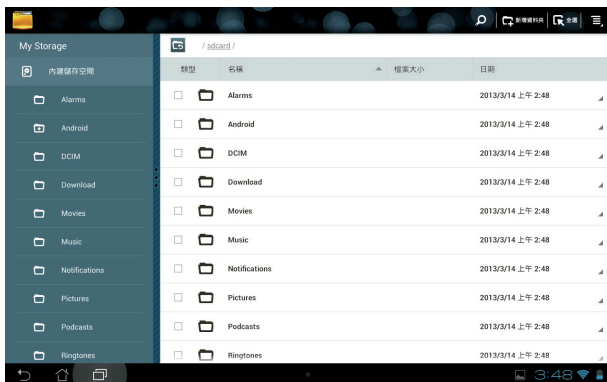 新增資料夾 全選
My Storage / sdcard /
內建儲存空間 類型 名稱 檔案大小 日期
Alarms Alarms 2013/3/14 上午 2:48
Android Android 2013/3/14 上午 2:48
DCIM DCIM 2013/3/14 上午 2:48
Download Download 2013/3/14 上午 2:48
Movies Movies 2013/3/14 上午 2:48
Music Music 2013/3/14 上午 2:48
Notifications Notifications 2013/3/14 上午 2:48
Pictures Pictures 2013/3/14 上午 2:48
Podcasts Podcasts 2013/3/14 上午 2:48
Ringtones Ringtones 2013/3/14 上午 2:48
3:48